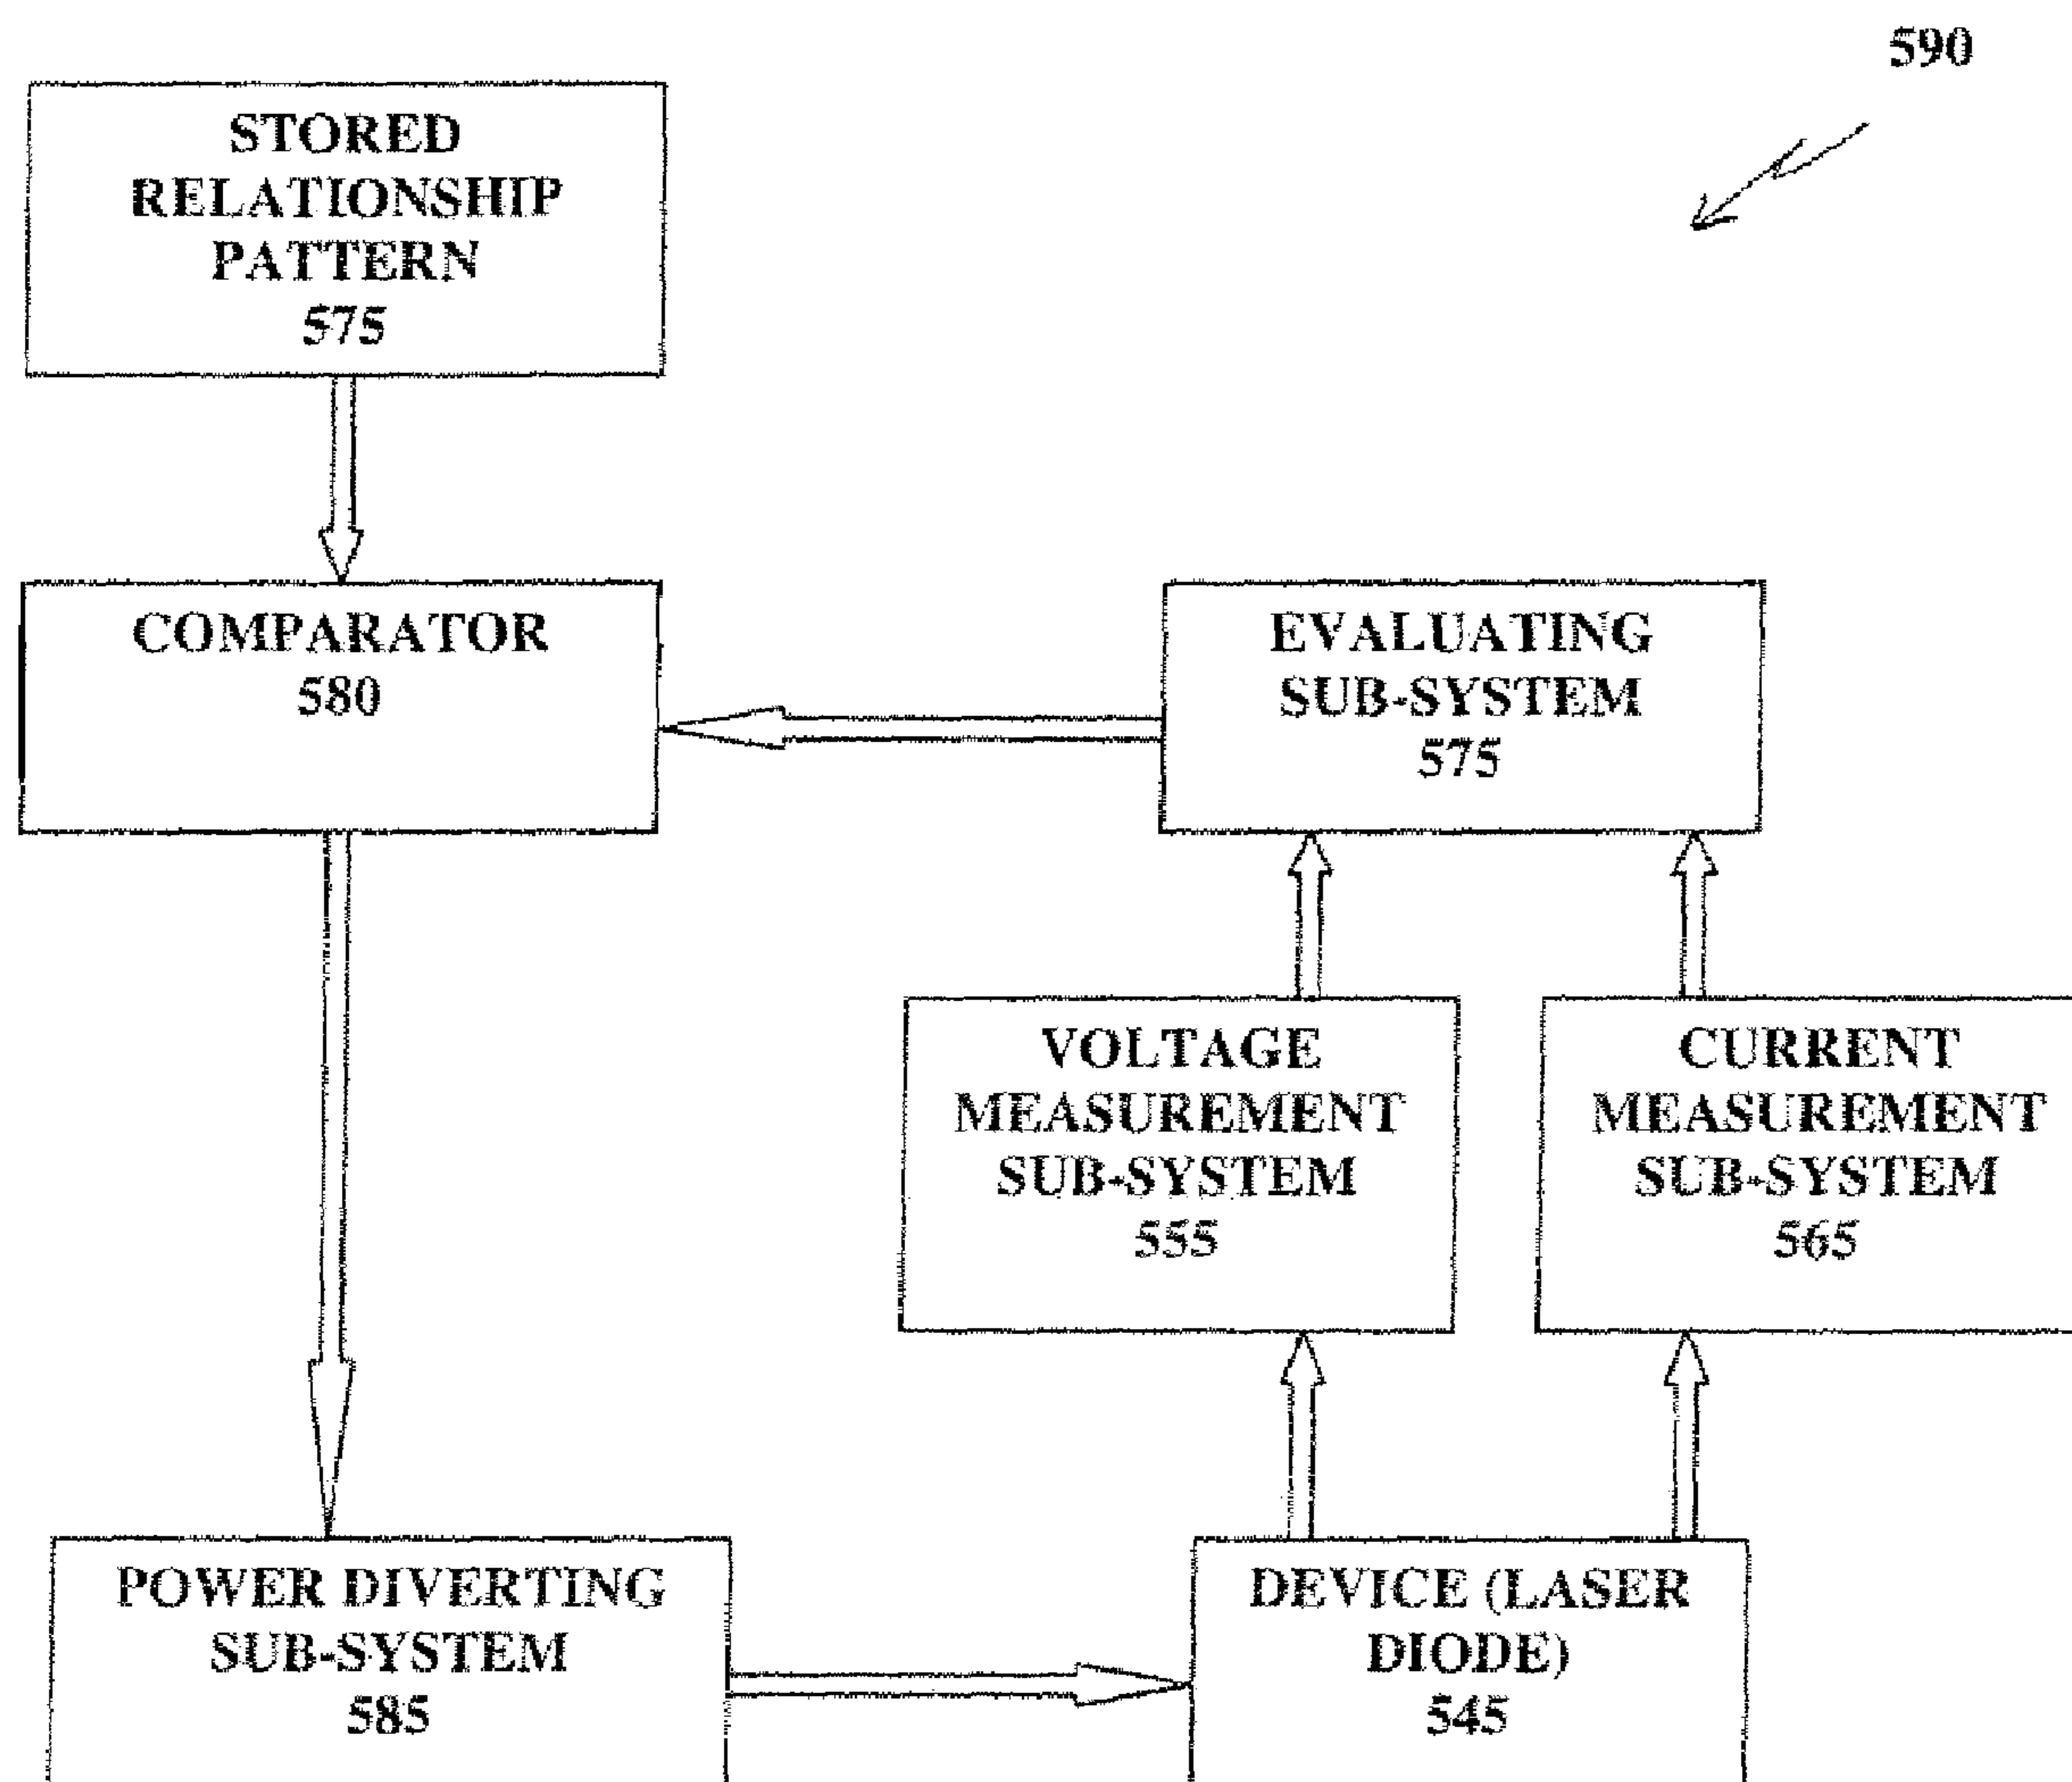 590
STORED
RELATIONSHIP
PATTERN
575
COMPARATOR
580
EVALUATING
SUB-SYSTEM
575
VOLTAGE
MEASUREMENT
SUB-SYSTEM
555
CURRENT
MEASUREMENT
SUB-SYSTEM
565
POWER DIVERTING
SUB-SYSTEM
585
DEVICE (LASER
DIODE)
545